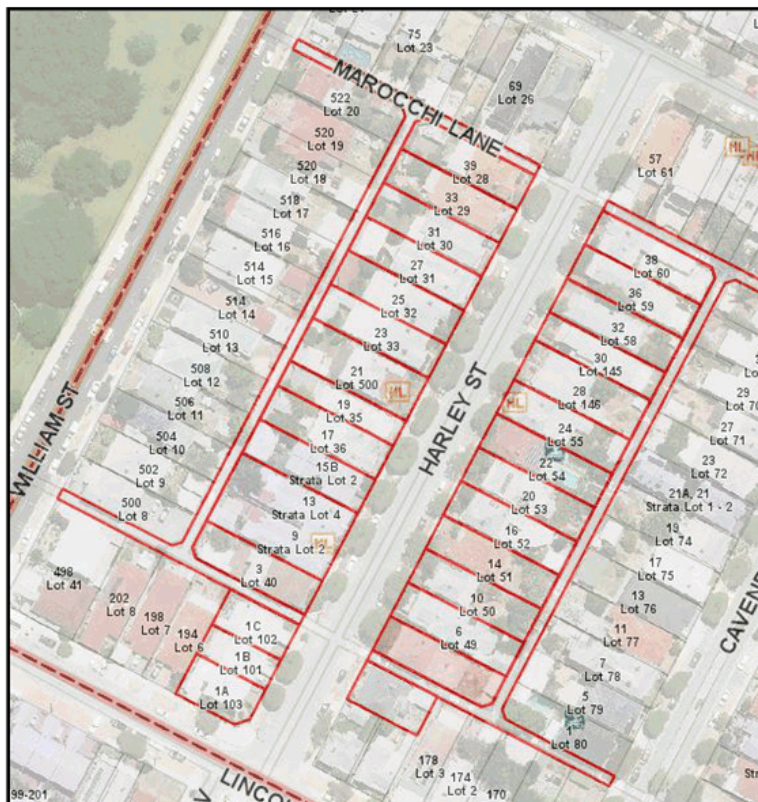 75
Lot 23
MAROCCHI LANE
69
Lot 26
522
Lot 20
520
Lot 19
520
Lot 18
518
Lot 17
516
Lot 16
514
Lot 15
514
Lot 14
510
Lot 13
508
Lot 12
506
Lot 11
504
Lot 10
502
Lot 9
500
Lot 8
WILLIAM ST
39
Lot 28
33
Lot 29
31
Lot 30
27
Lot 31
25
Lot 32
23
Lot 33
21
Lot 500
19
Lot 35
17
Lot 36
15B
Strata Lot 2
13
Strata Lot 4
9
Strata Lot 2
3
Lot 40
ML
ML
ML
ML
HARLEY ST
57
Lot 61
38
Lot 60
36
Lot 59
32
Lot 58
30
Lot 145
28
Lot 146
24
Lot 55
22
Lot 54
20
Lot 53
16
Lot 52
14
Lot 51
10
Lot 50
6
Lot 49
29
Lot 70
27
Lot 71
23
Lot 72
21A, 21
Strata Lot 1 - 2
19
Lot 74
17
Lot 75
13
Lot 76
11
Lot 77
7
Lot 78
5
Lot 79
1
Lot 80
CAVEN
498
Lot 41
202
Lot 8
198
Lot 7
194
Lot 6
1C
Lot 102
1B
Lot 101
1A
Lot 103
178
Lot 3
174
Lot 2
170
LINCOL
99-201